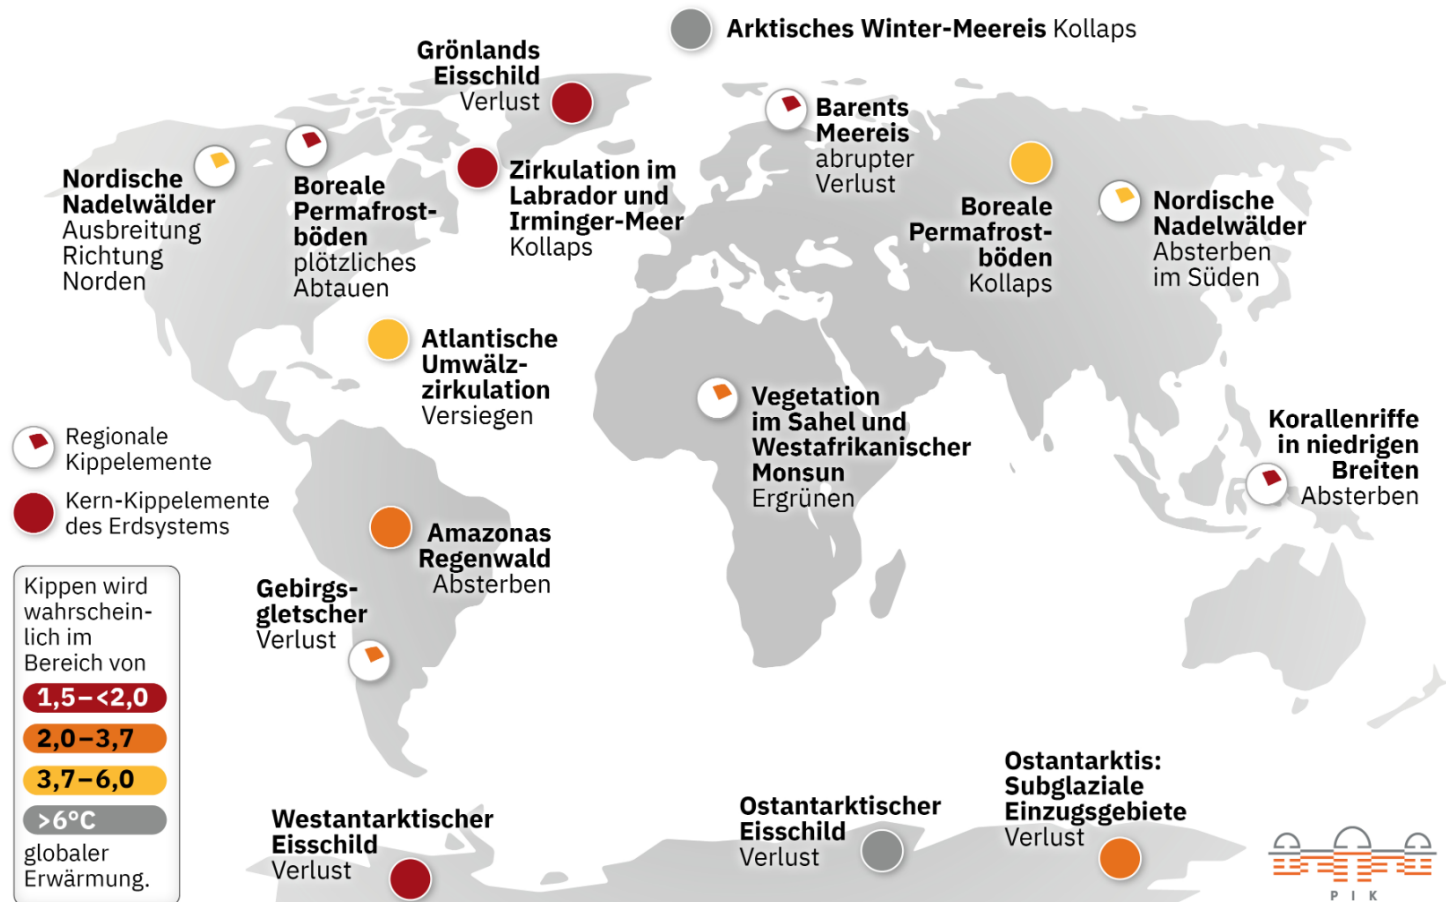 Arktisches Winter-Meereis Kollaps
Grönlands
Eisschild
Verlust
Barents
Meereis
abrupter
Verlust
Nordische
Nadelwälder
Ausbreitung
Richtung
Norden
Boreale
Permafrost-
böden
plötzliches
Abtauen
Zirkulation im
Labrador und
Irminger-Meer
Kollaps
Boreale
Permafrost-
böden
Kollaps
Nordische
Nadelwälder
Absterben
im Süden
Atlantische
Umwälz-
zirkulation
Versiegen
Vegetation
im Sahel und
Westafrikanischer
Monsun
Ergrünen
Korallenriffe
in niedrigen
Breiten
Absterben
Regionale
Kippelemente
Kern-Kippelemente
des Erdsystems
Amazonas
Regenwald
Absterben
Gebirgs-
gletscher
Verlust
Kippen wird
wahrschein-
lich im
Bereich von
1,5–<2,0
2,0–3,7
3,7–6,0
>6°C
globaler
Erwärmung.
Westantarktischer
Eisschild
Verlust
Ostantarktischer
Eisschild
Verlust
Ostantarktis:
Subglaziale
Einzugsgebiete
Verlust
PIK